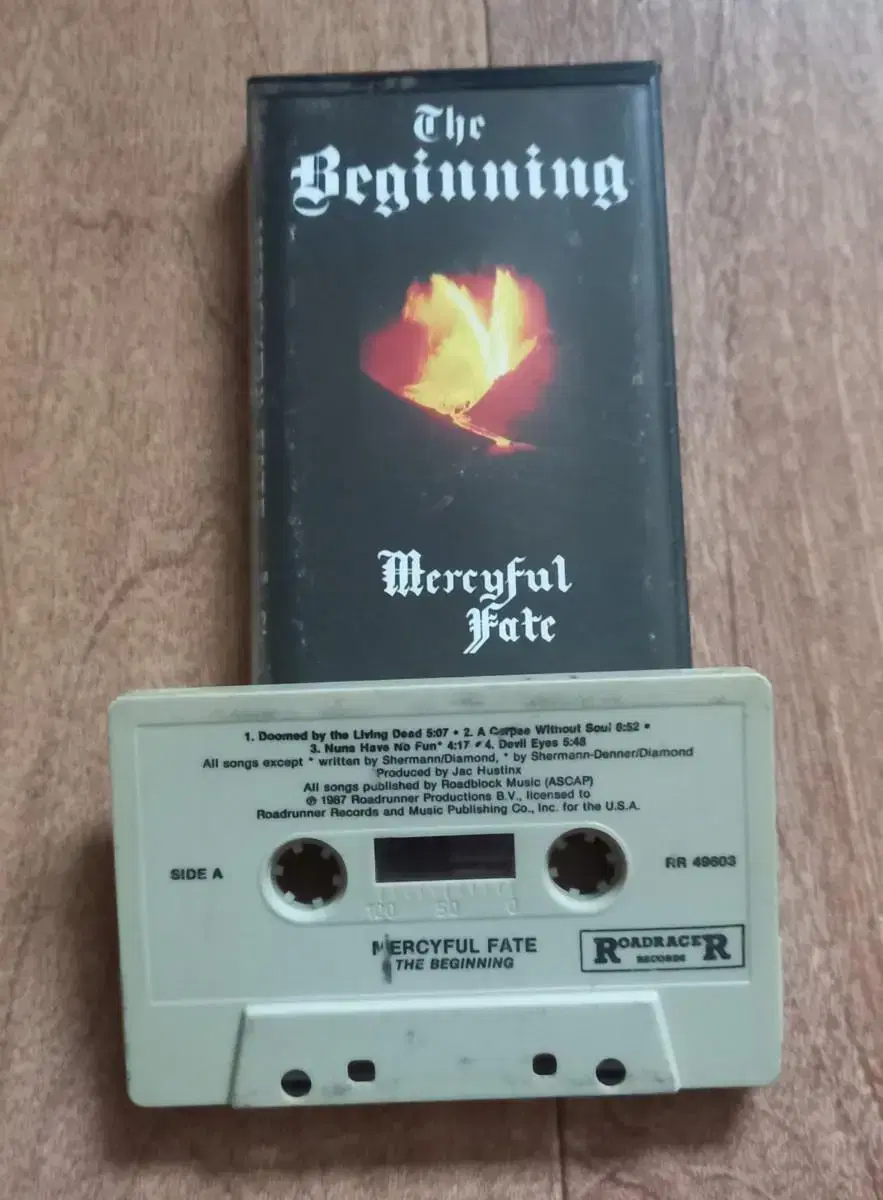 The
Beginning
Mercyful
Fate
1. Doomed by the Living Dead 5:07 • 2. A Corpse Without Soul 6:52 •
3. Nuns Have No Fun* 4:17 • 4. Devil Eyes 5:48
All songs except * written by Shermann/Diamond, * by Shermann-Denner/Diamond
Produced by Jac Hustinx
All songs published by Roadblock Music (ASCAP)
℗ 1987 Roadrunner Productions B.V., licensed to
Roadrunner Records and Music Publishing Co., Inc. for the U.S.A.
SIDE A
RR 49603
100 50 0
MERCYFUL FATE
THE BEGINNING
ROADRACER
RECORDS